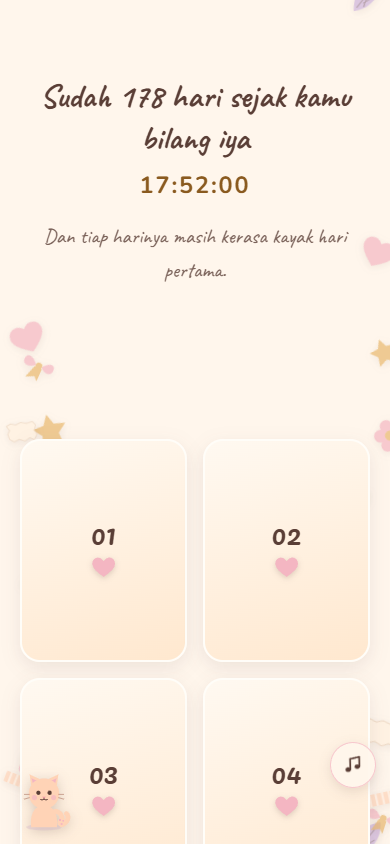 Sudah 178 hari sejak kamu
bilang iya
17:52:00
Dan tiap harinya masih kerasa kayak hari
pertama.
01
02
03
04